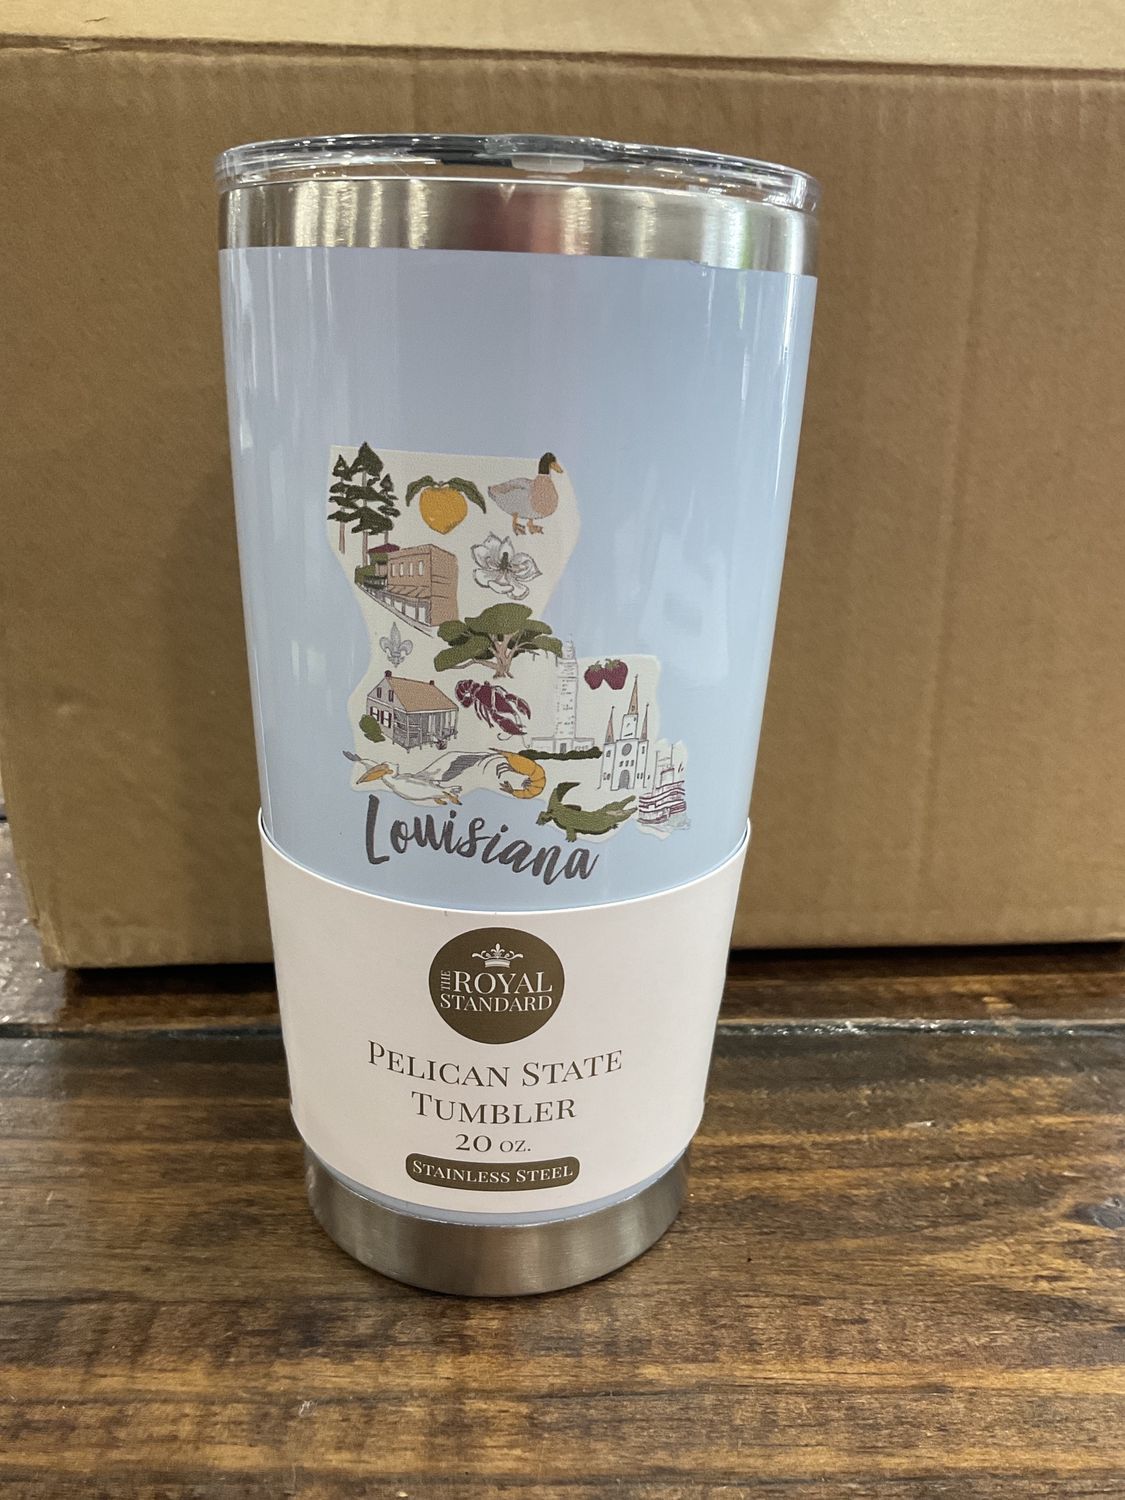 Louisiana
THE ROYAL
STANDARD
PELICAN STATE
TUMBLER
20 OZ.
STAINLESS STEEL